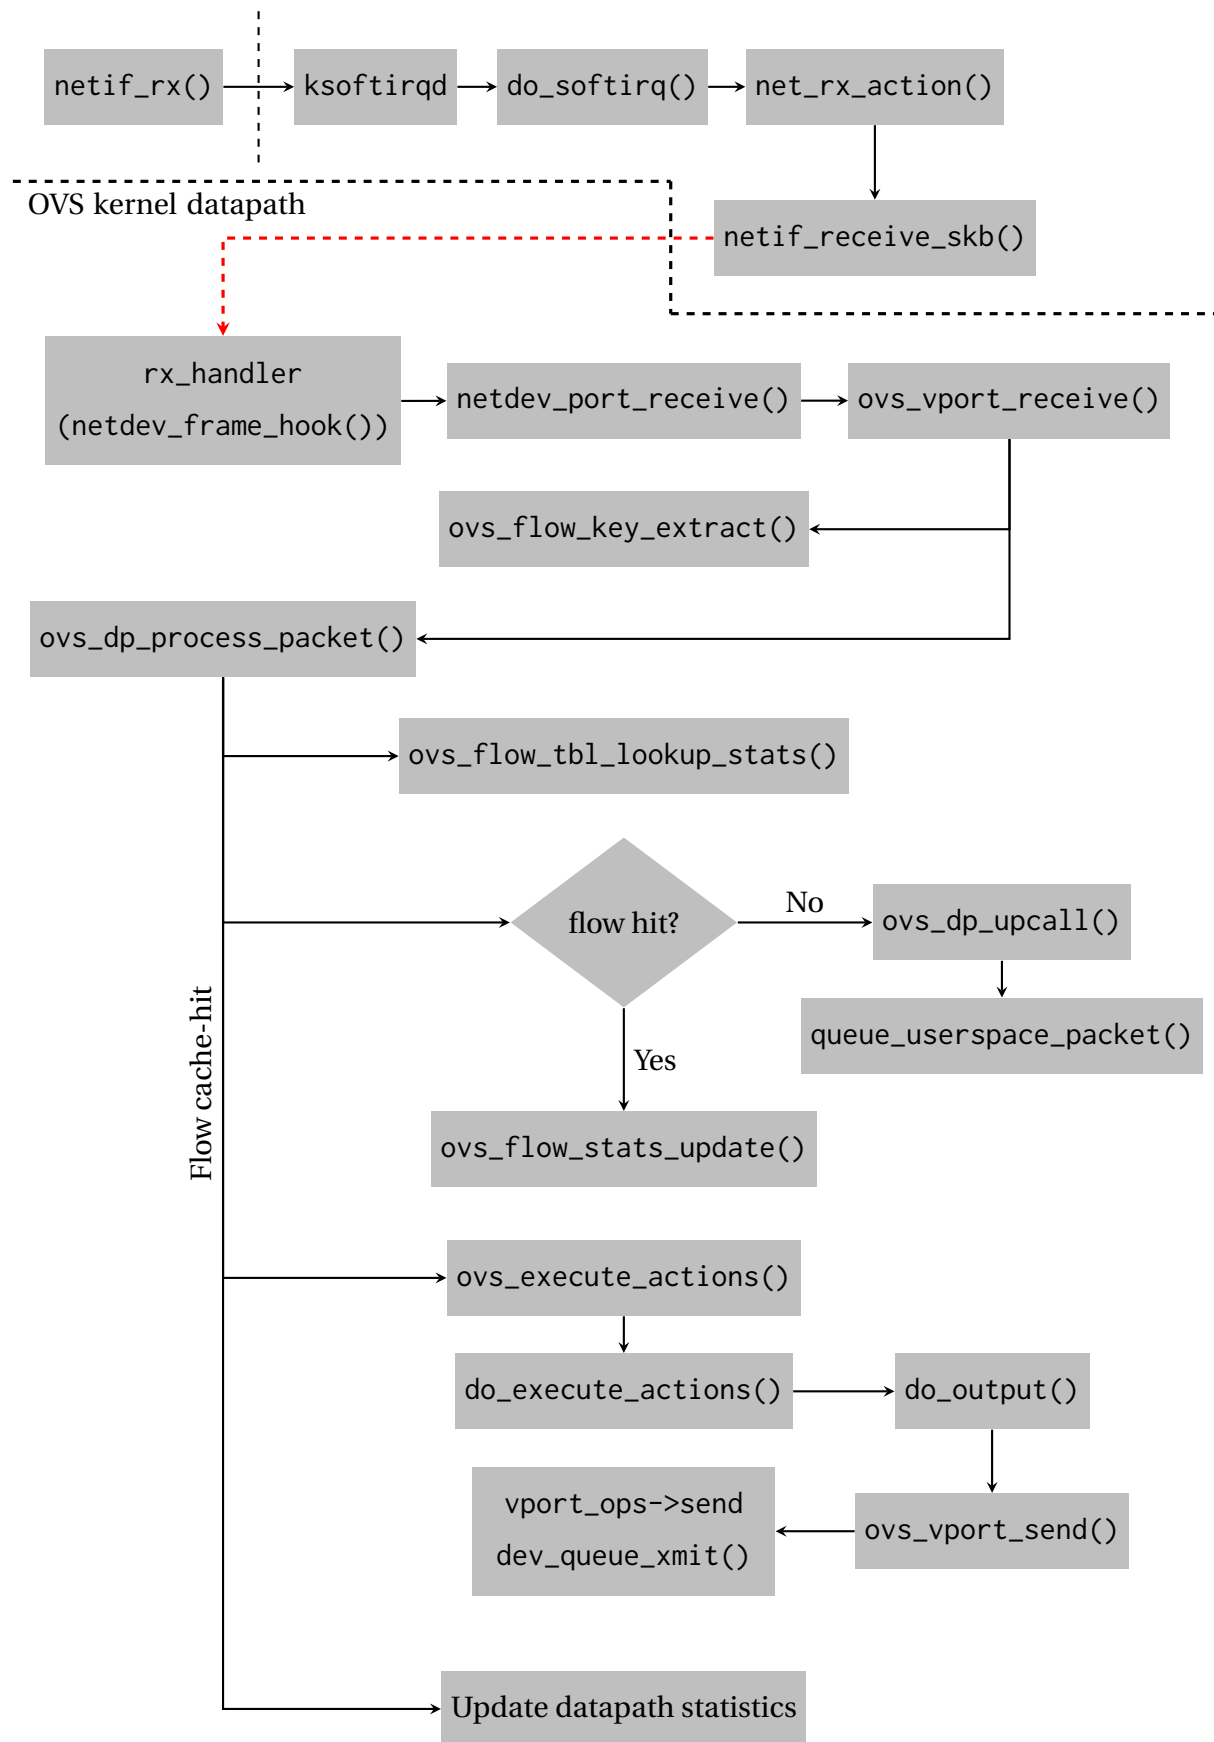 netif_rx()
ksoftirqd
do_softirq()
net_rx_action()
OVS kernel datapath
netif_receive_skb()
rx_handler
(netdev_frame_hook())
netdev_port_receive()
ovs_vport_receive()
ovs_flow_key_extract()
ovs_dp_process_packet()
ovs_flow_tbl_lookup_stats()
flow hit?
No
ovs_dp_upcall()
queue_userspace_packet()
Yes
Flow cache-hit
ovs_flow_stats_update()
ovs_execute_actions()
do_execute_actions()
do_output()
vport_ops->send
dev_queue_xmit()
ovs_vport_send()
Update datapath statistics